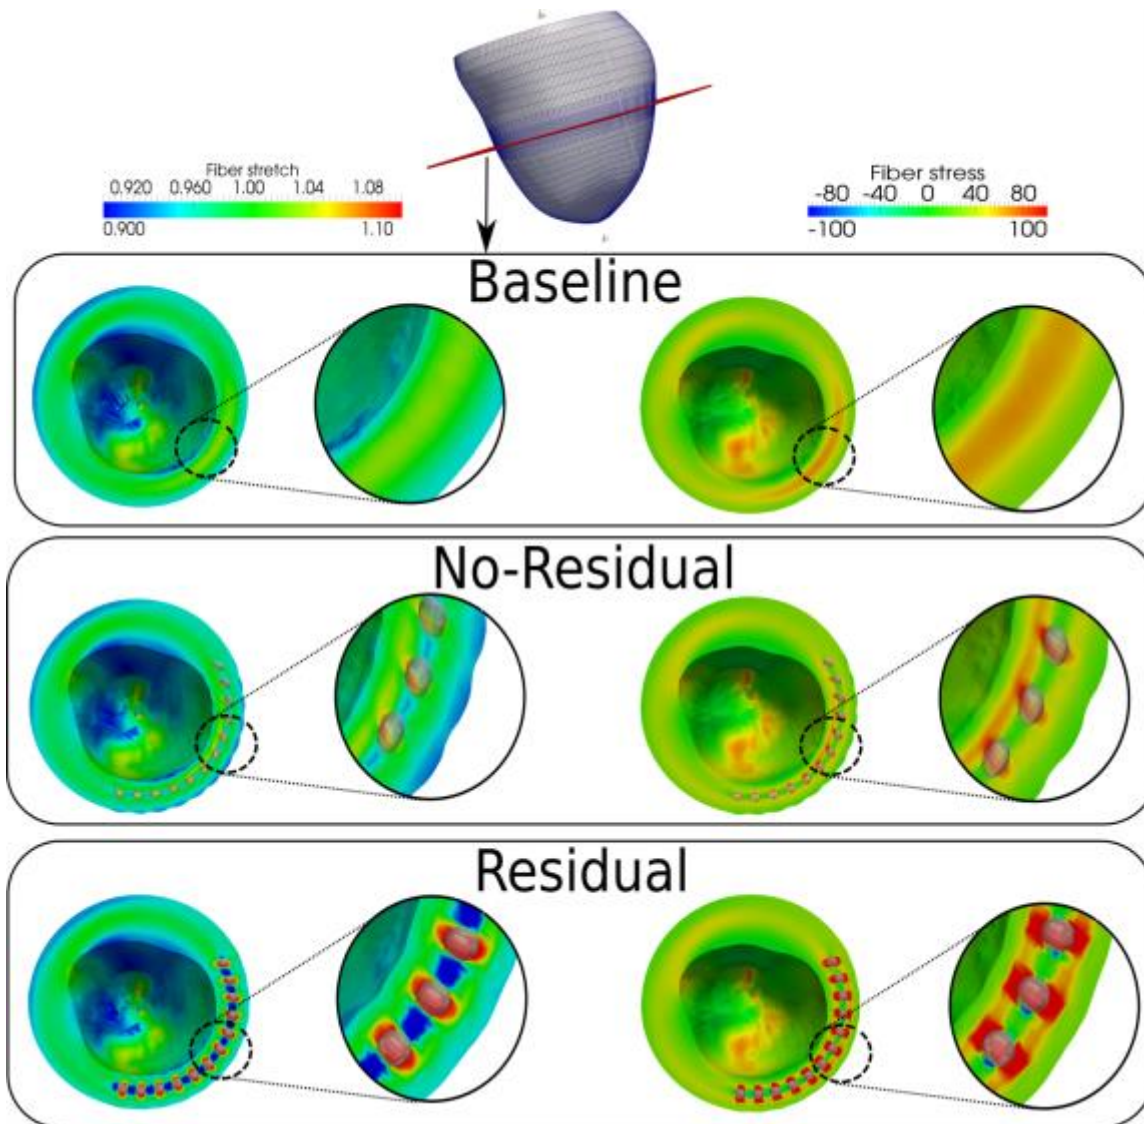 Fiber stretch
0.920 0.960 1.00 1.04 1.08
0.900 1.10
Fiber stress
-80 -40 0 40 80
-100 100
Baseline
No-Residual
Residual